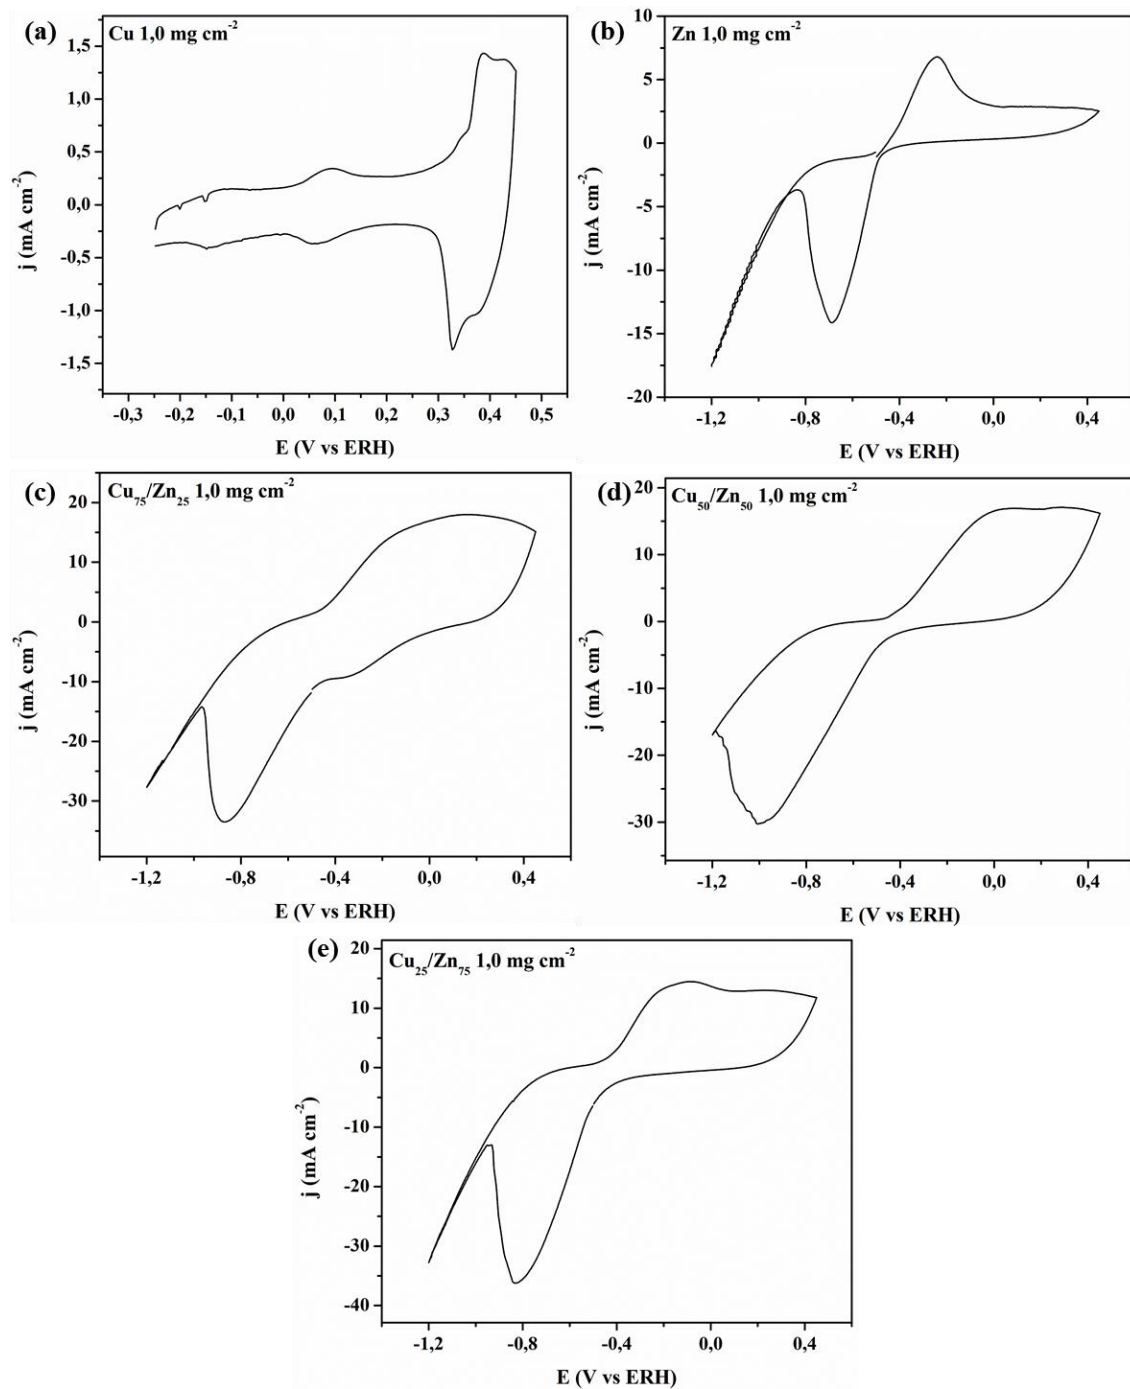 (a)
Cu 1,0 mg cm⁻²
1,5
1,0
0,5
0,0
-0,5
-1,0
-1,5
j (mA cm⁻²)
-0,3 -0,2 -0,1 0,0 0,1 0,2 0,3 0,4 0,5
E (V vs ERH)
(b)
Zn 1,0 mg cm⁻²
10
5
0
-5
-10
-15
-20
j (mA cm⁻²)
-1,2 -0,8 -0,4 0,0 0,4
E (V vs ERH)
(c)
Cu₇₅/Zn₂₅ 1,0 mg cm⁻²
20
10
0
-10
-20
-30
j (mA cm⁻²)
-1,2 -0,8 -0,4 0,0 0,4
E (V vs ERH)
(d)
Cu₅₀/Zn₅₀ 1,0 mg cm⁻²
20
10
0
-10
-20
-30
j (mA cm⁻²)
-1,2 -0,8 -0,4 0,0 0,4
E (V vs ERH)
(e)
Cu₂₅/Zn₇₅ 1,0 mg cm⁻²
20
10
0
-10
-20
-30
-40
j (mA cm⁻²)
-1,2 -0,8 -0,4 0,0 0,4
E (V vs ERH)